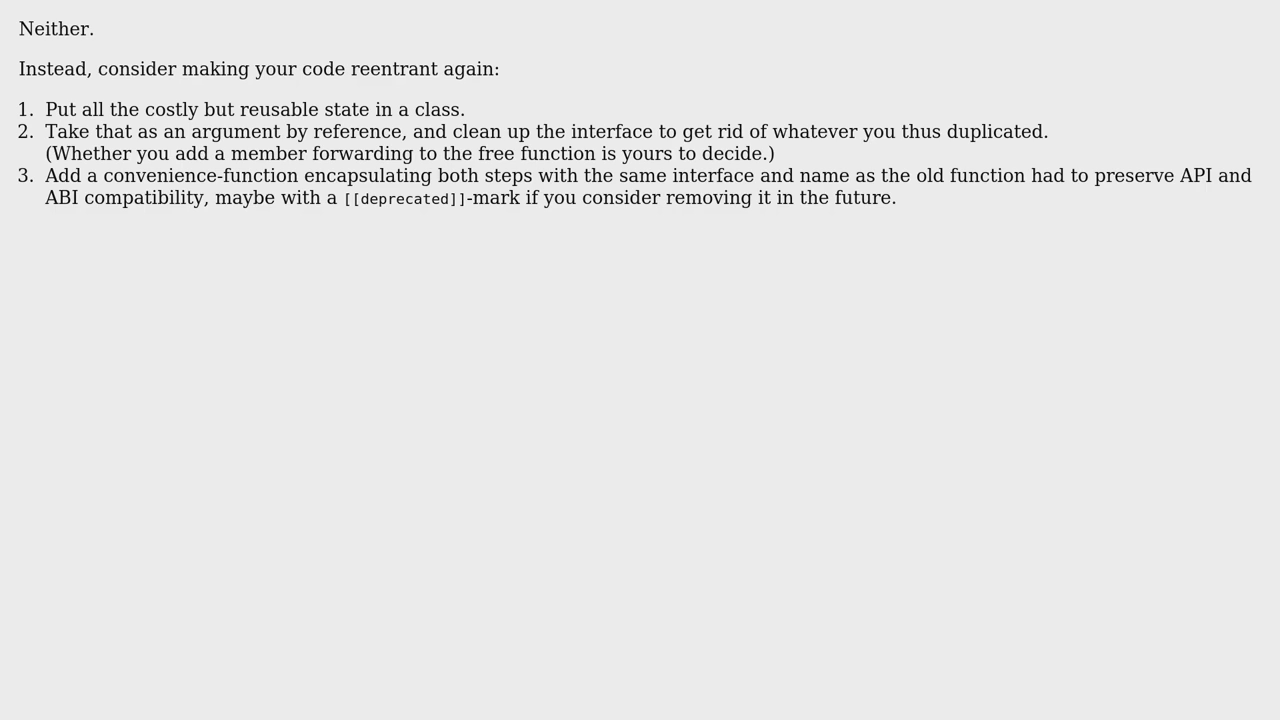 Neither.
Instead, consider making your code reentrant again:
1. Put all the costly but reusable state in a class.
2. Take that as an argument by reference, and clean up the interface to get rid of whatever you thus duplicated.
(Whether you add a member forwarding to the free function is yours to decide.)
3. Add a convenience-function encapsulating both steps with the same interface and name as the old function had to preserve API and
ABI compatibility, maybe with a [[deprecated]]-mark if you consider removing it in the future.